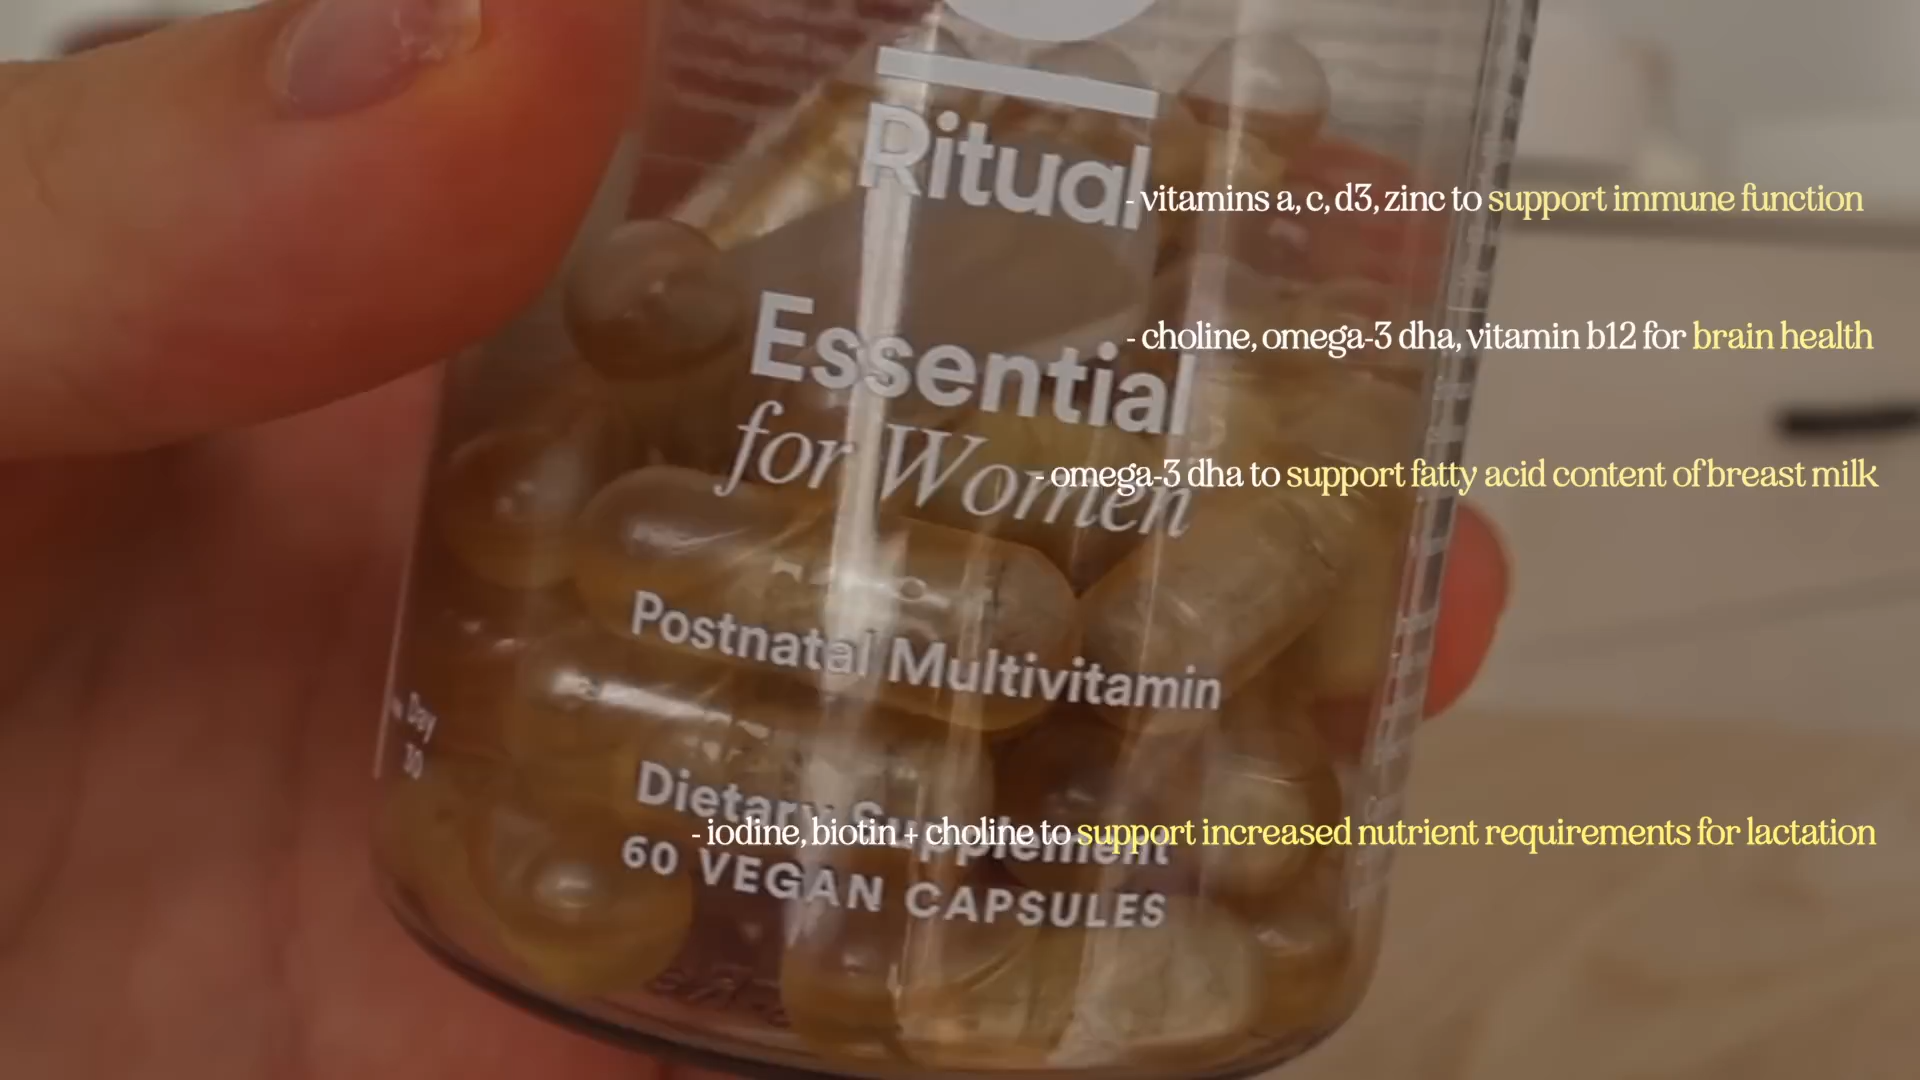 Ritual
- vitamins a, c, d3, zinc to support immune function
Essential
- choline, omega-3 dha, vitamin b12 for brain health
for Women
- omega-3 dha to support fatty acid content of breast milk
Postnatal Multivitamin
Day
30
Dietary Supplement
- iodine, biotin + choline to support increased nutrient requirements for lactation
60 VEGAN CAPSULES